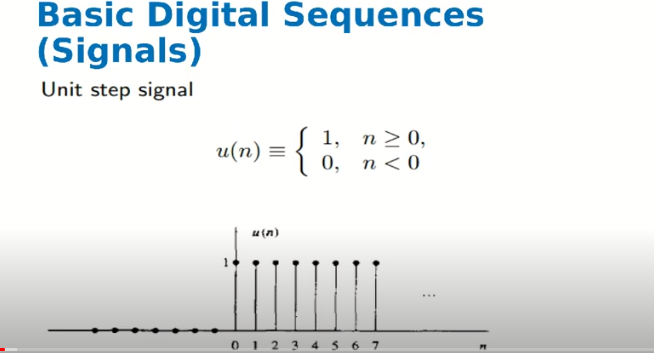 Basic Digital Sequences
(Signals)
Unit step signal
u(n) ≡ { 1, n ≥ 0,
0, n < 0
u(n)
1
...
0 1 2 3 4 5 6 7 n